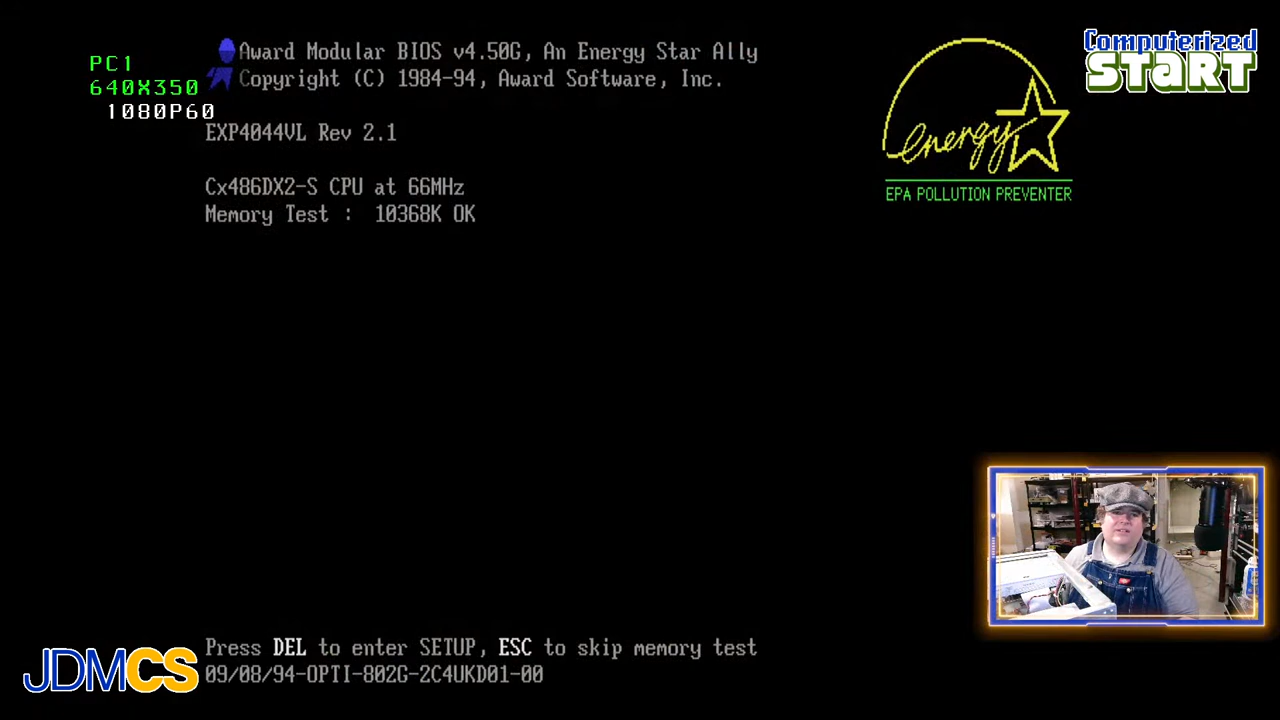 Award Modular BIOS v4.50G, An Energy Star Ally
Copyright (C) 1984-94, Award Software, Inc.
PC1
640X350
1080P60
EXP4044VL Rev 2.1
Cx486DX2-S CPU at 66MHz
Memory Test :  10368K OK
energy
EPA POLLUTION PREVENTER
Computerized
START
Press DEL to enter SETUP, ESC to skip memory test
09/08/94-OPTI-802G-2C4UKD01-00
JDMCS